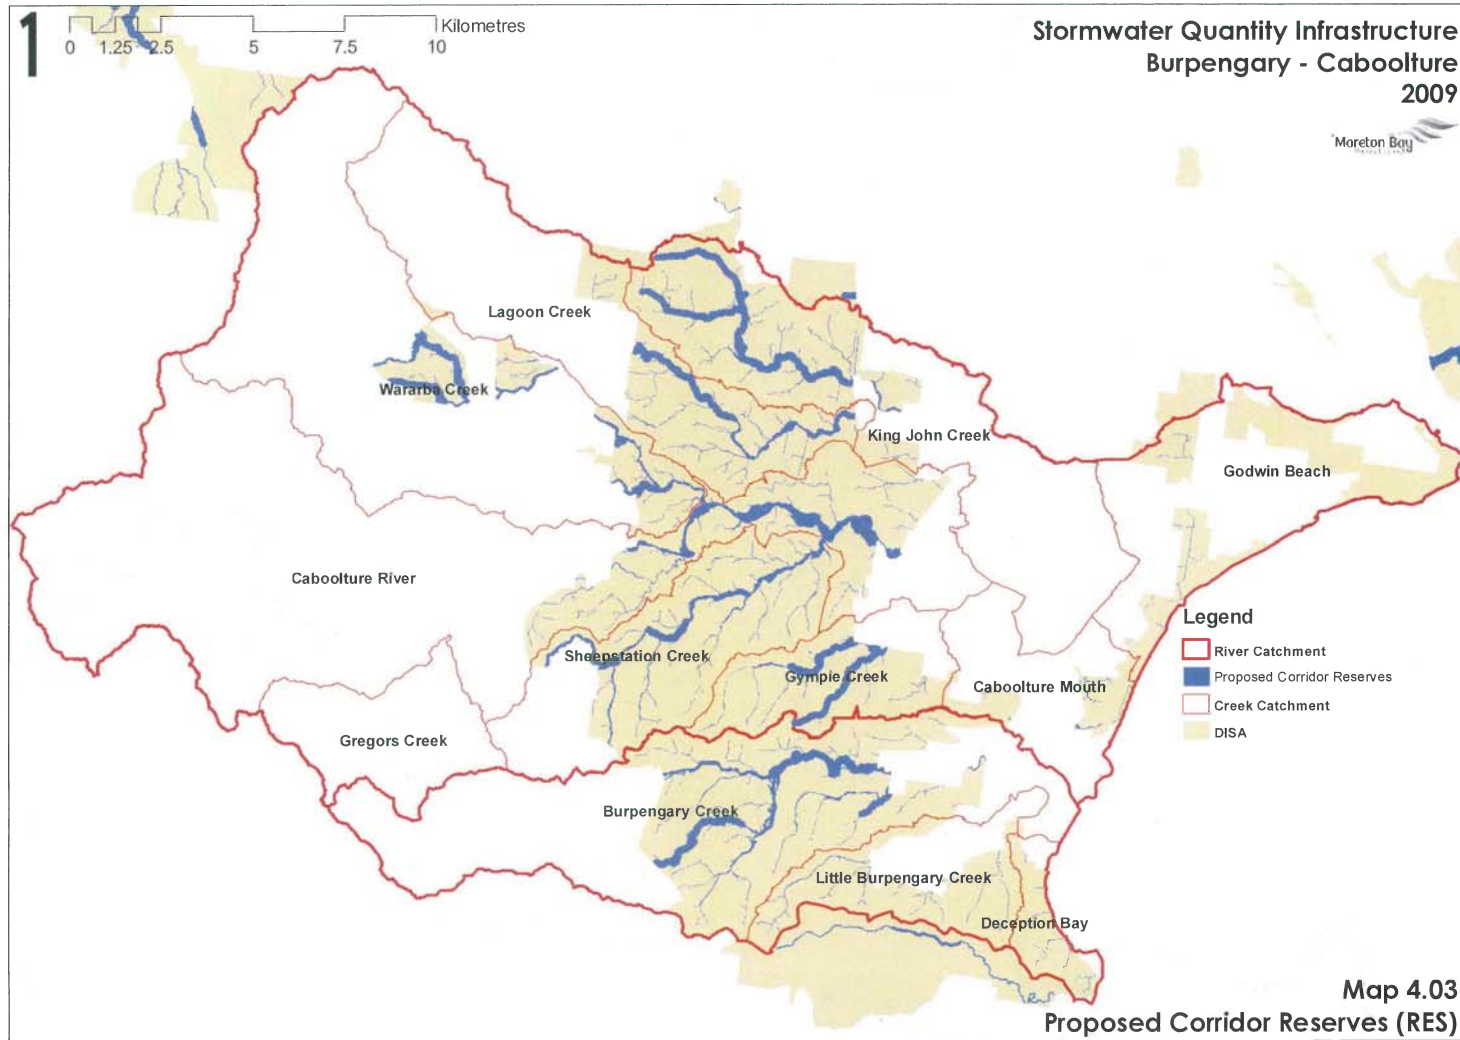 1
Kilometres
0 1.25 2.5 5 7.5 10
Stormwater Quantity Infrastructure
Burpengary - Caboolture
2009
Moreton Bay
Lagoon Creek
Wararba Creek
King John Creek
Godwin Beach
Caboolture River
Sheepstation Creek
Gympie Creek
Caboolture Mouth
Gregors Creek
Burpengary Creek
Little Burpengary Creek
Deception Bay
Legend
River Catchment
Proposed Corridor Reserves
Creek Catchment
DISA
Map 4.03
Proposed Corridor Reserves (RES)